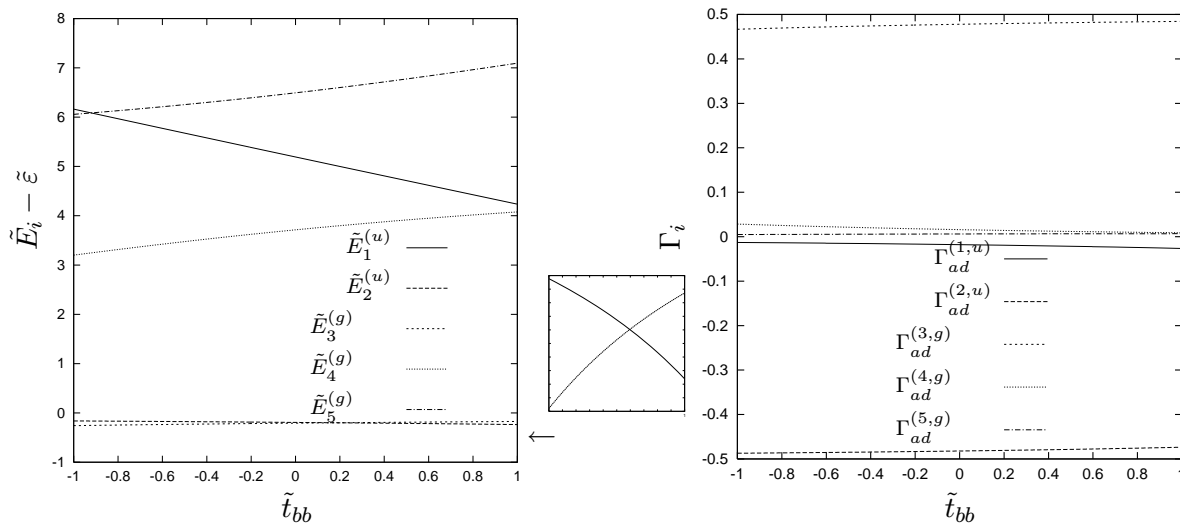 8
7
6
5
4
3
2
1
0
-1
-1 -0.8 -0.6 -0.4 -0.2 0 0.2 0.4 0.6 0.8 1
Ẽ_i − ε̃
t̃_bb
Ẽ_1^(u)
Ẽ_2^(u)
Ẽ_3^(g)
Ẽ_4^(g)
Ẽ_5^(g)
←
0.5
0.4
0.3
0.2
0.1
0
-0.1
-0.2
-0.3
-0.4
-0.5
-1 -0.8 -0.6 -0.4 -0.2 0 0.2 0.4 0.6 0.8 1
Γ_i
t̃_bb
Γ_ad^(1,u)
Γ_ad^(2,u)
Γ_ad^(3,g)
Γ_ad^(4,g)
Γ_ad^(5,g)